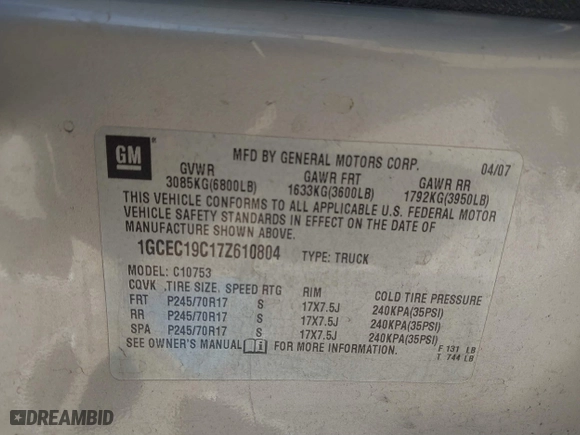 GM
MFD BY GENERAL MOTORS CORP. 04/07
GVWR GAWR FRT GAWR RR
3085KG(6800LB) 1633KG(3600LB) 1792KG(3950LB)
THIS VEHICLE CONFORMS TO ALL APPLICABLE U.S. FEDERAL MOTOR
VEHICLE SAFETY STANDARDS IN EFFECT ON THE DATE OF
MANUFACTURE SHOWN ABOVE.
1GCEC19C17Z610804 TYPE: TRUCK
MODEL: C10753
CQVK TIRE SIZE SPEED RTG RIM COLD TIRE PRESSURE
FRT P245/70R17 S 17X7.5J 240KPA(35PSI)
RR P245/70R17 S 17X7.5J 240KPA(35PSI)
SPA P245/70R17 S 17X7.5J 240KPA(35PSI)
SEE OWNER'S MANUAL FOR MORE INFORMATION.
F 131 LB
T 744 LB
DREAMBID